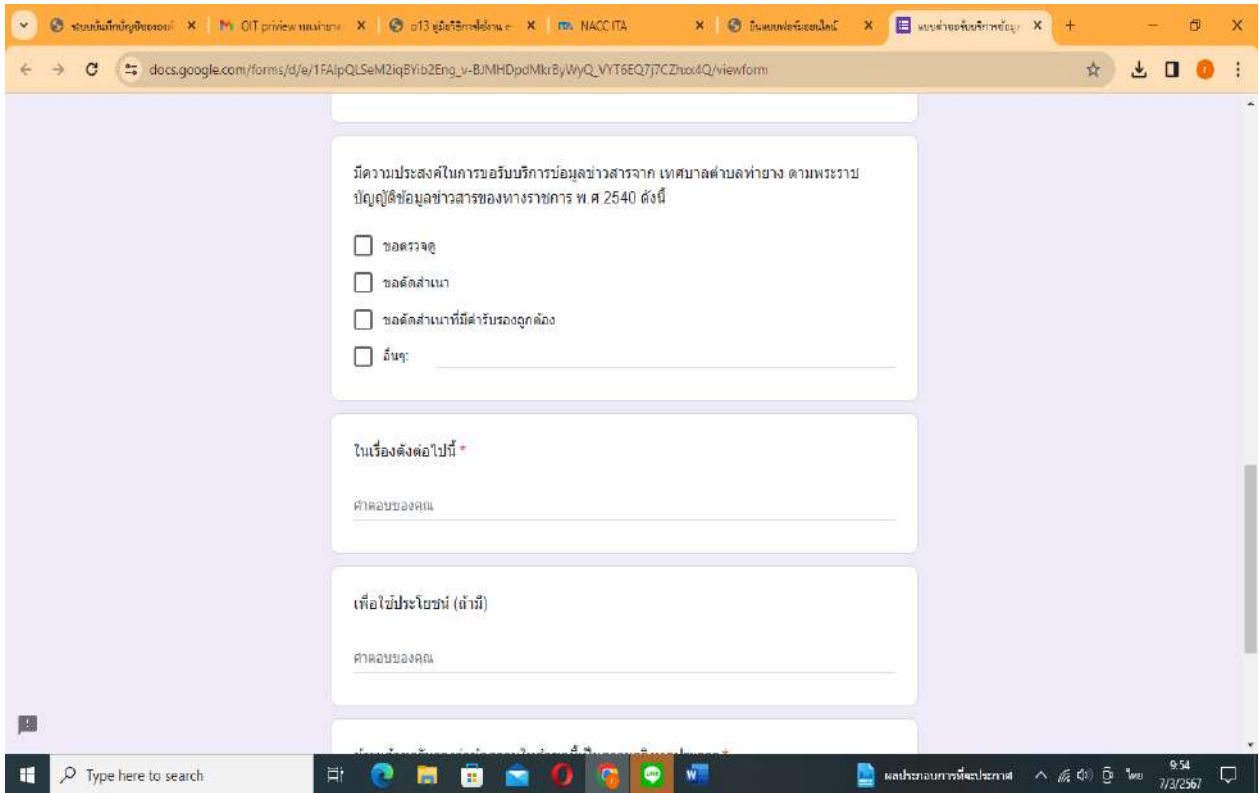 OIT priview
NACC ITA
docs.google.com/forms/d/e/
มีความประสงค์ในการขอรับบริการข้อมูลข่าวสารจาก เทศบาลตำบลท่ายาง ตามพระราช
บัญญัติข้อมูลข่าวสารของทางราชการ พ.ศ.2540 ดังนี้
ขอตรวจดู
ขอคัดสำเนา
ขอคัดสำเนาที่มีคำรับรองถูกต้อง
อื่นๆ:
ในเรื่องดังต่อไปนี้ *
คำตอบของคุณ
เพื่อใช้ประโยชน์ (ถ้ามี)
คำตอบของคุณ
Type here to search
ไทย
9:54
7/3/2567